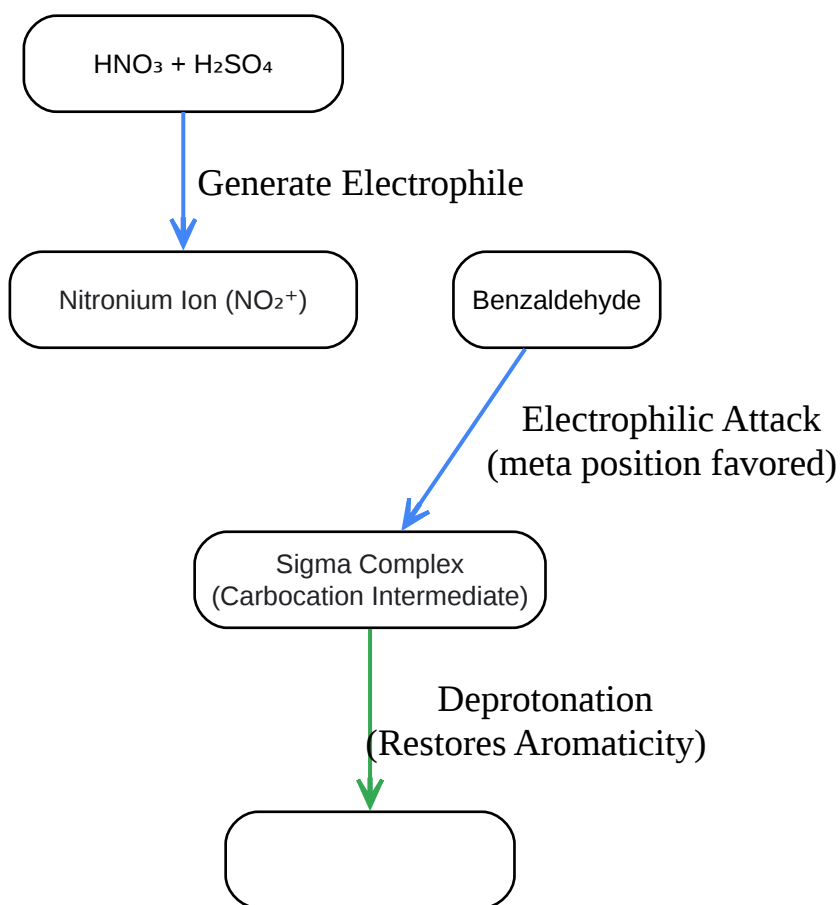 HNO₃ + H₂SO₄
Generate Electrophile
Nitronium Ion (NO₂⁺)
Benzaldehyde
Electrophilic Attack
(meta position favored)
Sigma Complex
(Carbocation Intermediate)
Deprotonation
(Restores Aromaticity)